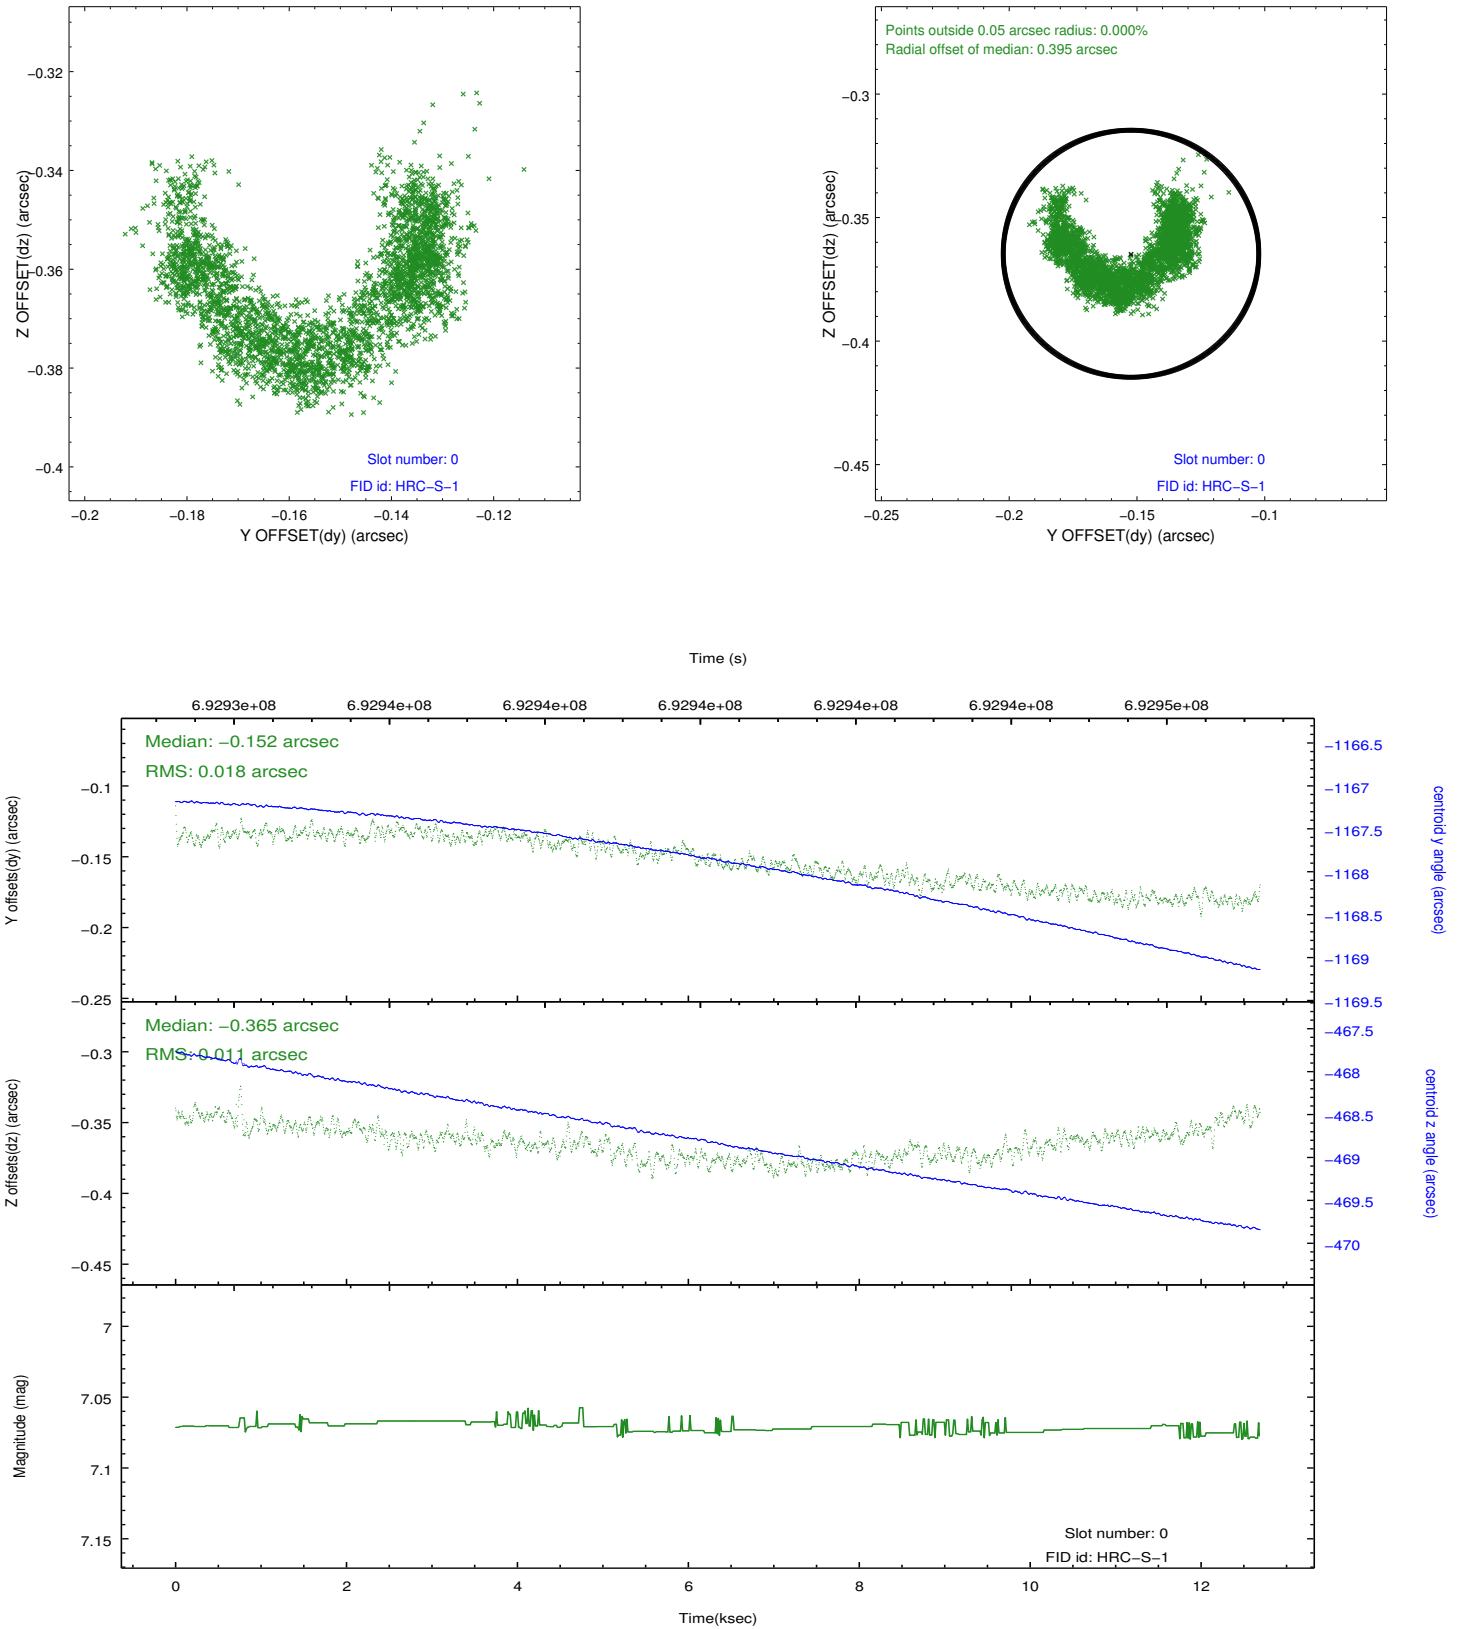 −0.32
−0.34
−0.36
−0.38
−0.4
Z OFFSET(dz) (arcsec)
Slot number: 0
FID id: HRC−S−1
−0.2 −0.18 −0.16 −0.14 −0.12
Y OFFSET(dy) (arcsec)
Points outside 0.05 arcsec radius: 0.000%
Radial offset of median: 0.395 arcsec
−0.3
−0.35
−0.4
−0.45
Z OFFSET(dz) (arcsec)
Slot number: 0
FID id: HRC−S−1
−0.25 −0.2 −0.15 −0.1
Y OFFSET(dy) (arcsec)
Time (s)
6.9293e+08 6.9294e+08 6.9294e+08 6.9294e+08 6.9294e+08 6.9294e+08 6.9295e+08
Median: −0.152 arcsec
RMS: 0.018 arcsec
−0.1
−0.15
−0.2
−0.25
Y offsets(dy) (arcsec)
−1166.5
−1167
−1167.5
−1168
−1168.5
−1169
−1169.5
centroid y angle (arcsec)
Median: −0.365 arcsec
RMS: 0.011 arcsec
−0.3
−0.35
−0.4
−0.45
Z offsets(dz) (arcsec)
−467.5
−468
−468.5
−469
−469.5
−470
centroid z angle (arcsec)
7
7.05
7.1
7.15
Magnitude (mag)
Slot number: 0
FID id: HRC−S−1
0 2 4 6 8 10 12
Time(ksec)